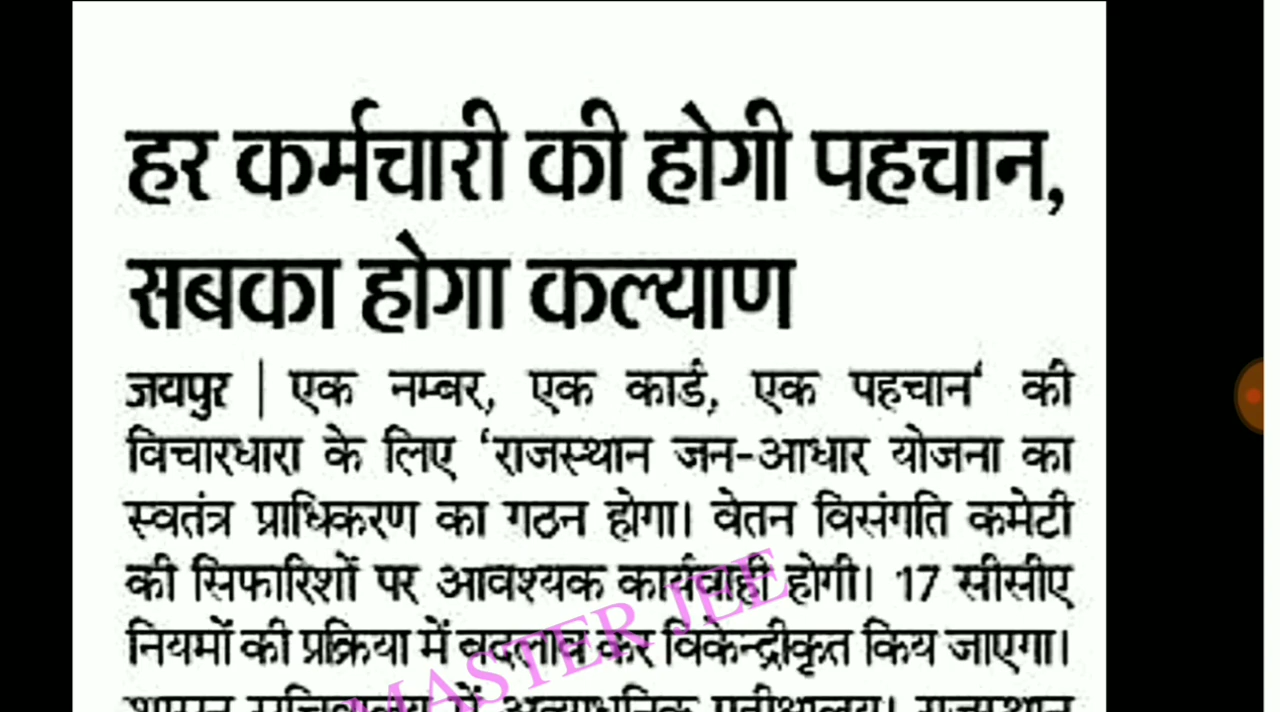 हर कर्मचारी की होगी पहचान,
सबका होगा कल्याण
जयपुर | एक नम्बर, एक कार्ड, एक पहचान‘ की
विचारधारा के लिए ‘राजस्थान जन-आधार योजना का
स्वतंत्र प्राधिकरण का गठन होगा। वेतन विसंगति कमेटी
की सिफारिशों पर आवश्यक कार्यवाही होगी। 17 सीसीए
नियमों की प्रक्रिया में बदलाव कर विकेन्द्रीकृत किय जाएगा।
MASTER JEE